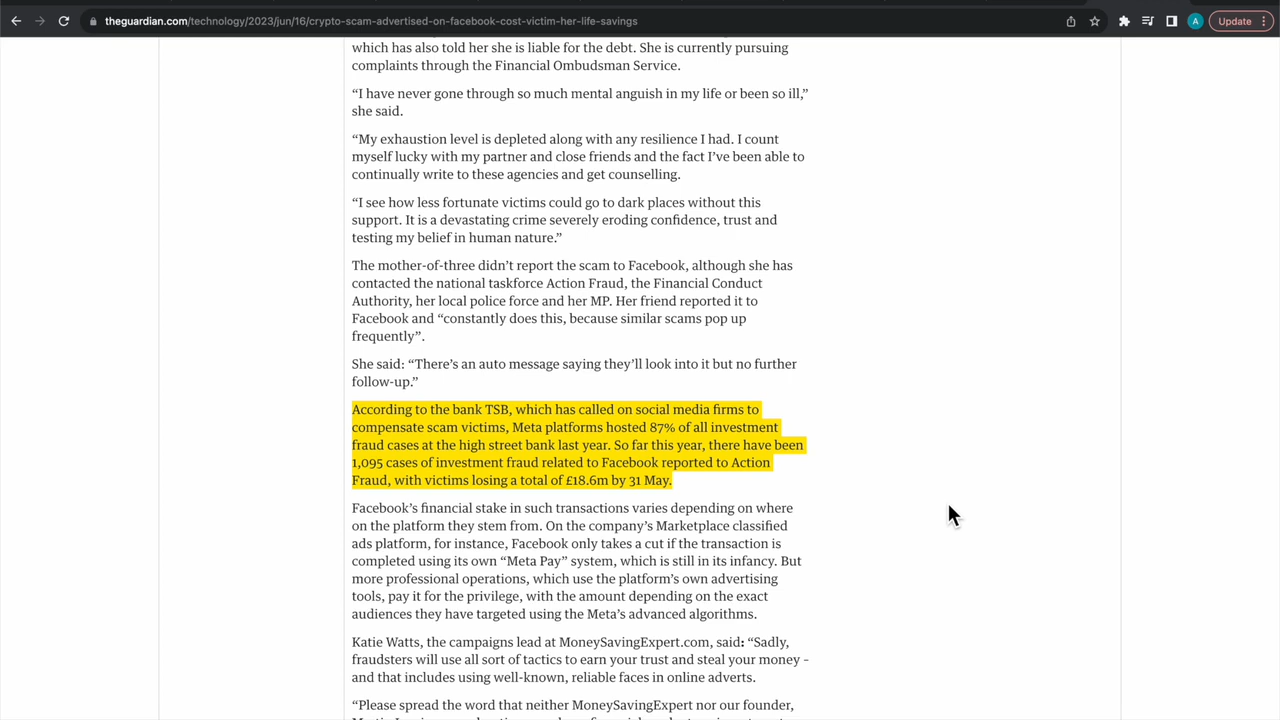 theguardian.com/technology/2023/jun/16/crypto-scam-advertised-on-facebook-cost-victim-her-life-savings
A
Update
which has also told her she is liable for the debt. She is currently pursuing
complaints through the Financial Ombudsman Service.
“I have never gone through so much mental anguish in my life or been so ill,”
she said.
“My exhaustion level is depleted along with any resilience I had. I count
myself lucky with my partner and close friends and the fact I’ve been able to
continually write to these agencies and get counselling.
“I see how less fortunate victims could go to dark places without this
support. It is a devastating crime severely eroding confidence, trust and
testing my belief in human nature.”
The mother-of-three didn’t report the scam to Facebook, although she has
contacted the national taskforce Action Fraud, the Financial Conduct
Authority, her local police force and her MP. Her friend reported it to
Facebook and “constantly does this, because similar scams pop up
frequently”.
She said: “There’s an auto message saying they’ll look into it but no further
follow-up.”
According to the bank TSB, which has called on social media firms to
compensate scam victims, Meta platforms hosted 87% of all investment
fraud cases at the high street bank last year. So far this year, there have been
1,095 cases of investment fraud related to Facebook reported to Action
Fraud, with victims losing a total of £18.6m by 31 May.
Facebook’s financial stake in such transactions varies depending on where
on the platform they stem from. On the company’s Marketplace classified
ads platform, for instance, Facebook only takes a cut if the transaction is
completed using its own “Meta Pay” system, which is still in its infancy. But
more professional operations, which use the platform’s own advertising
tools, pay it for the privilege, with the amount depending on the exact
audiences they have targeted using the Meta’s advanced algorithms.
Katie Watts, the campaigns lead at MoneySavingExpert.com, said: “Sadly,
fraudsters will use all sort of tactics to earn your trust and steal your money –
and that includes using well-known, reliable faces in online adverts.
“Please spread the word that neither MoneySavingExpert nor our founder,